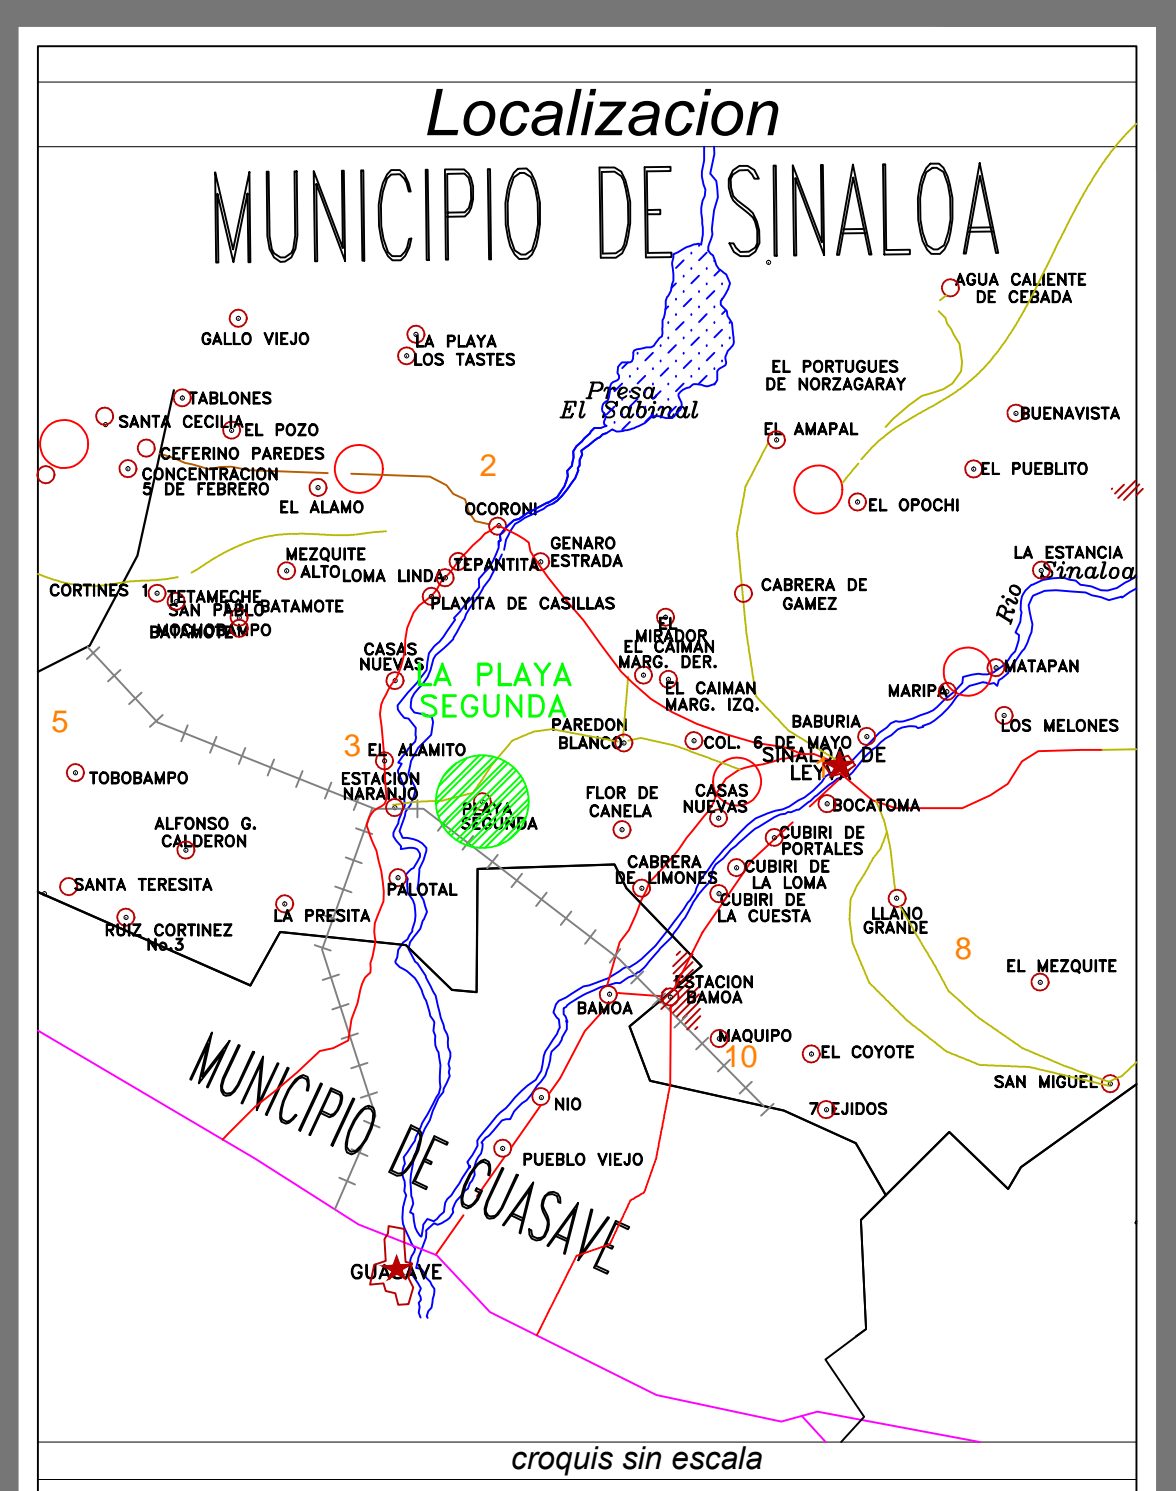 Localizacion
MUNICIPIO DE SINALOA
AGUA CALIENTE
DE CEBADA
GALLO VIEJO
LA PLAYA
LOS TASTES
EL PORTUGUES
DE NORZAGARAY
Presa
El Sabinal
TABLONES
SANTA CECILIA
EL POZO
BUENAVISTA
EL AMAPAL
CEFERINO PAREDES
CONCENTRACION
5 DE FEBRERO
2
EL PUEBLITO
EL ALAMO
OCORONI
EL OPOCHI
GENARO
ESTRADA
MEZQUITE
ALTO
LOMA LINDA
TEPANTITA
LA ESTANCIA
Rio
Sinaloa
CORTINES 1
TETAMECHE
SAN PABLO
BATAMOTE
MOCHOBAMPO
BATAMOTE
PLAYITA DE CASILLAS
CABRERA DE
GAMEZ
EL
MIRADOR
EL CAIMAN
MARG. DER.
CASAS
NUEVAS
LA PLAYA
SEGUNDA
EL CAIMAN
MARG. IZQ.
MATAPAN
MARIPA
5
3
PAREDON
BLANCO
COL. 6 DE MAYO
BABURIA
LOS MELONES
EL ALAMITO
SINALOA DE
LEYVA
TOBOBAMPO
ESTACION
NARANJO
PLAYA
SEGUNDA
FLOR DE
CANELA
CASAS
NUEVAS
BOCATOMA
ALFONSO G.
CALDERON
CUBIRI DE
PORTALES
CABRERA
DE LIMONES
CUBIRI DE
LA LOMA
SANTA TERESITA
PALOTAL
CUBIRI DE
LA CUESTA
LA PRESITA
LLANO
GRANDE
RUIZ CORTINEZ
No.3
8
EL MEZQUITE
ESTACION
BAMOA
BAMOA
MAQUIPO
10
EL COYOTE
SAN MIGUEL
NIO
7 EJIDOS
PUEBLO VIEJO
MUNICIPIO DE GUASAVE
GUASAVE
croquis sin escala